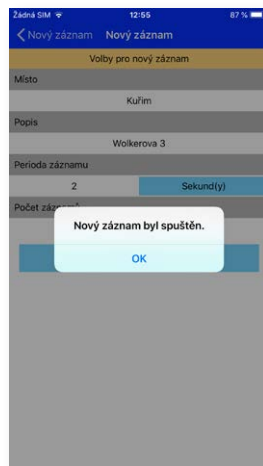 Žádná SIM 12:55 87 %
Nový záznam Nový záznam
Volby pro nový záznam
Místo
Kuřim
Popis
Wolkerova 3
Perioda záznamu
2 Sekund(y)
Počet
Nový záznam byl spuštěn.
OK